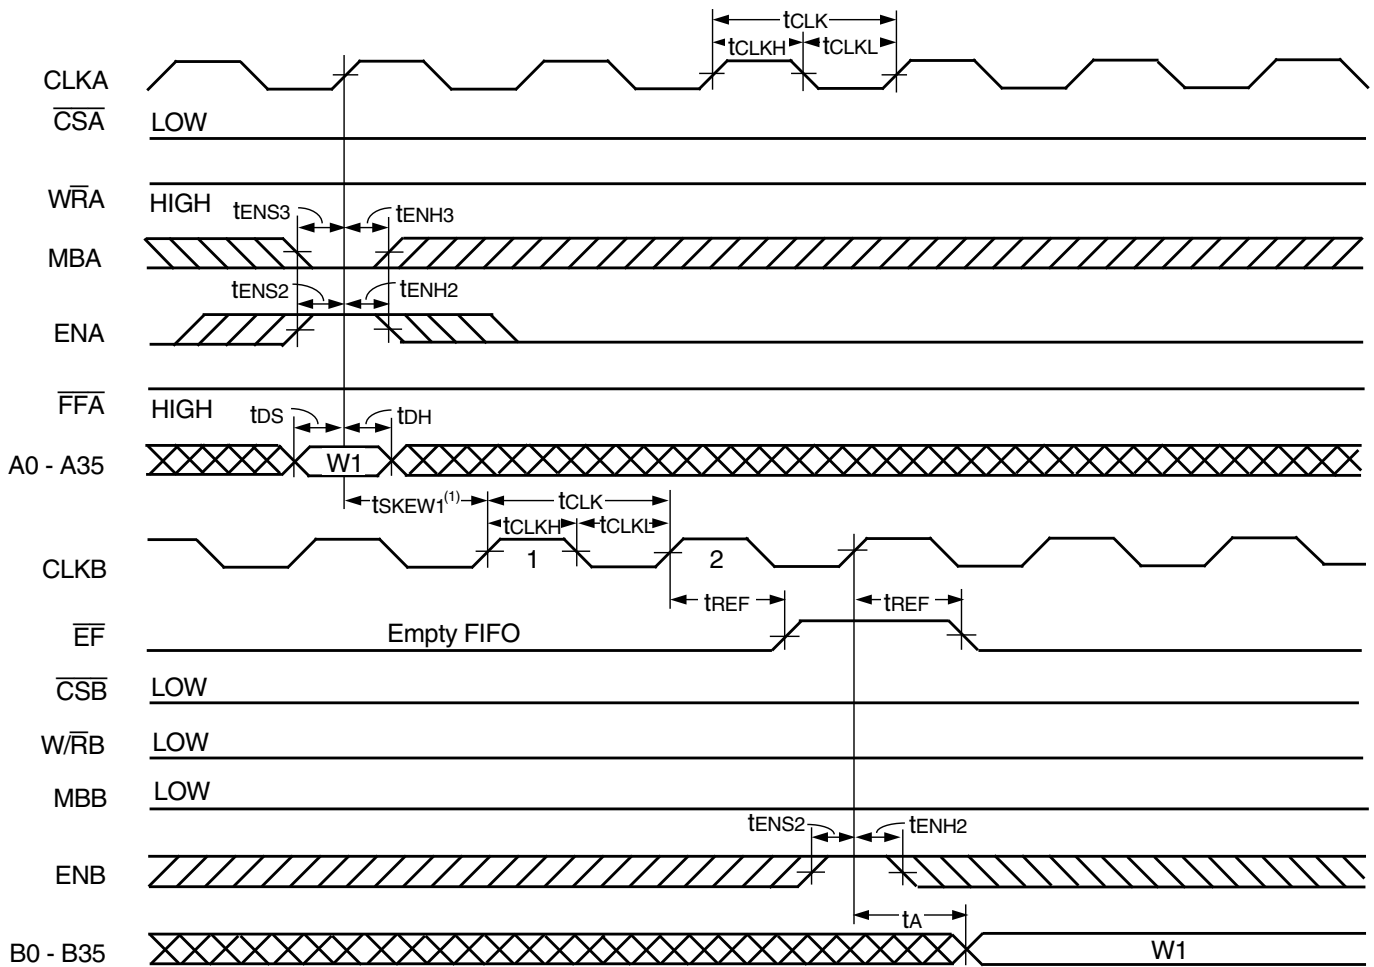 tCLK
tCLKH tCLKL
CLKA
CSA LOW
WRA HIGH
tENS3 tENH3
MBA
tENS2 tENH2
ENA
FFA HIGH
tDS tDH
A0 - A35 W1
tSKEW1(1) tCLK
tCLKH tCLKL
CLKB 1 2
tREF tREF
EF Empty FIFO
CSB LOW
W/RB LOW
MBB LOW
tENS2 tENH2
ENB
tA
B0 - B35 W1